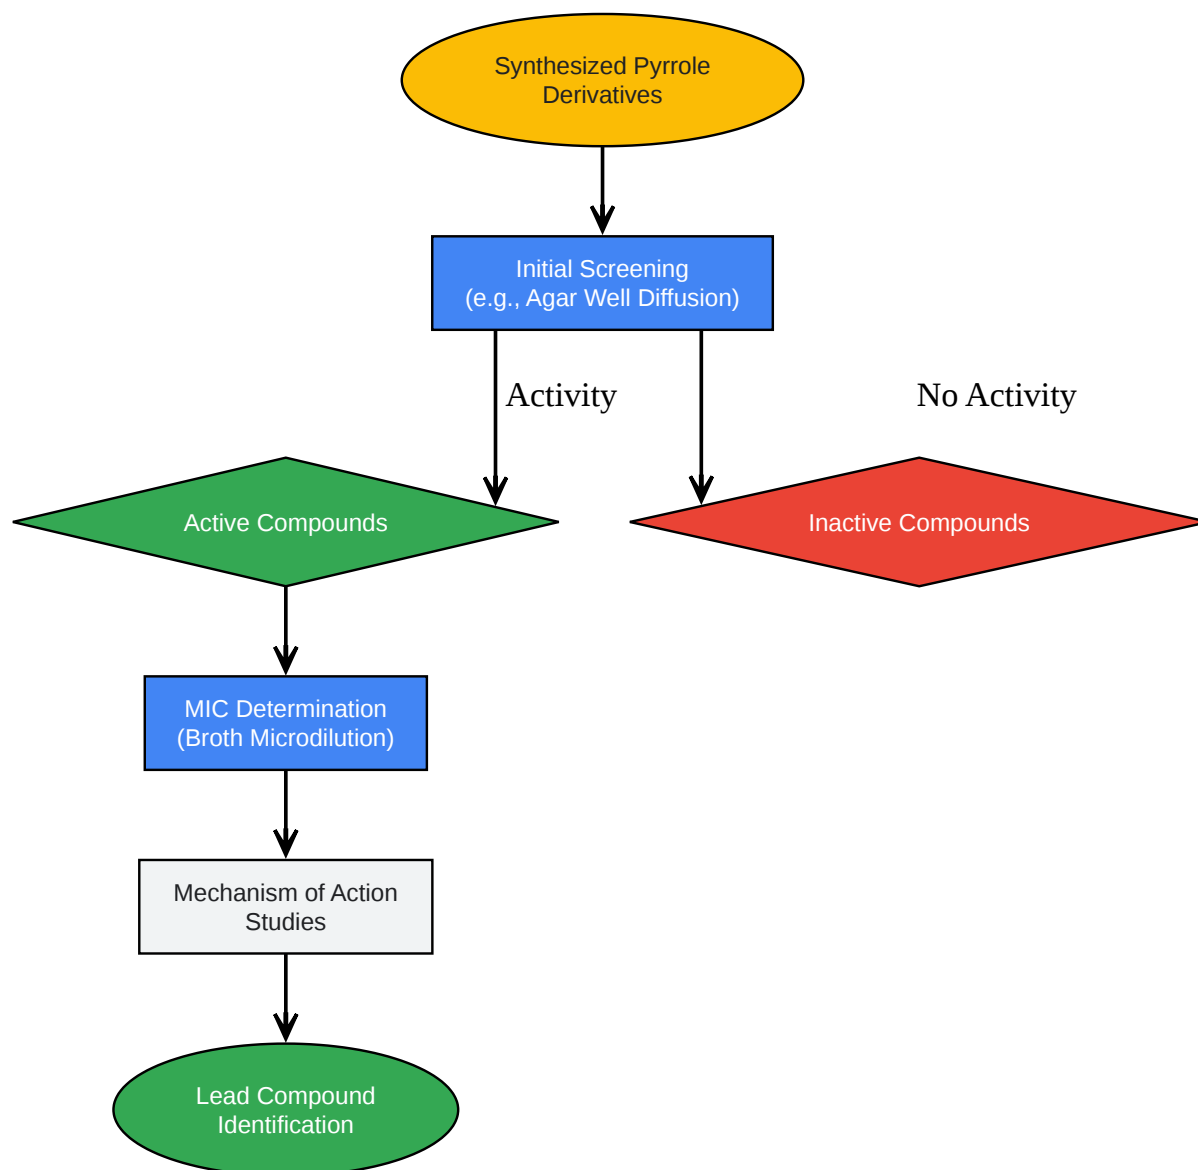 Synthesized Pyrrole
Derivatives
Initial Screening
(e.g., Agar Well Diffusion)
Activity
No Activity
Active Compounds
Inactive Compounds
MIC Determination
(Broth Microdilution)
Mechanism of Action
Studies
Lead Compound
Identification